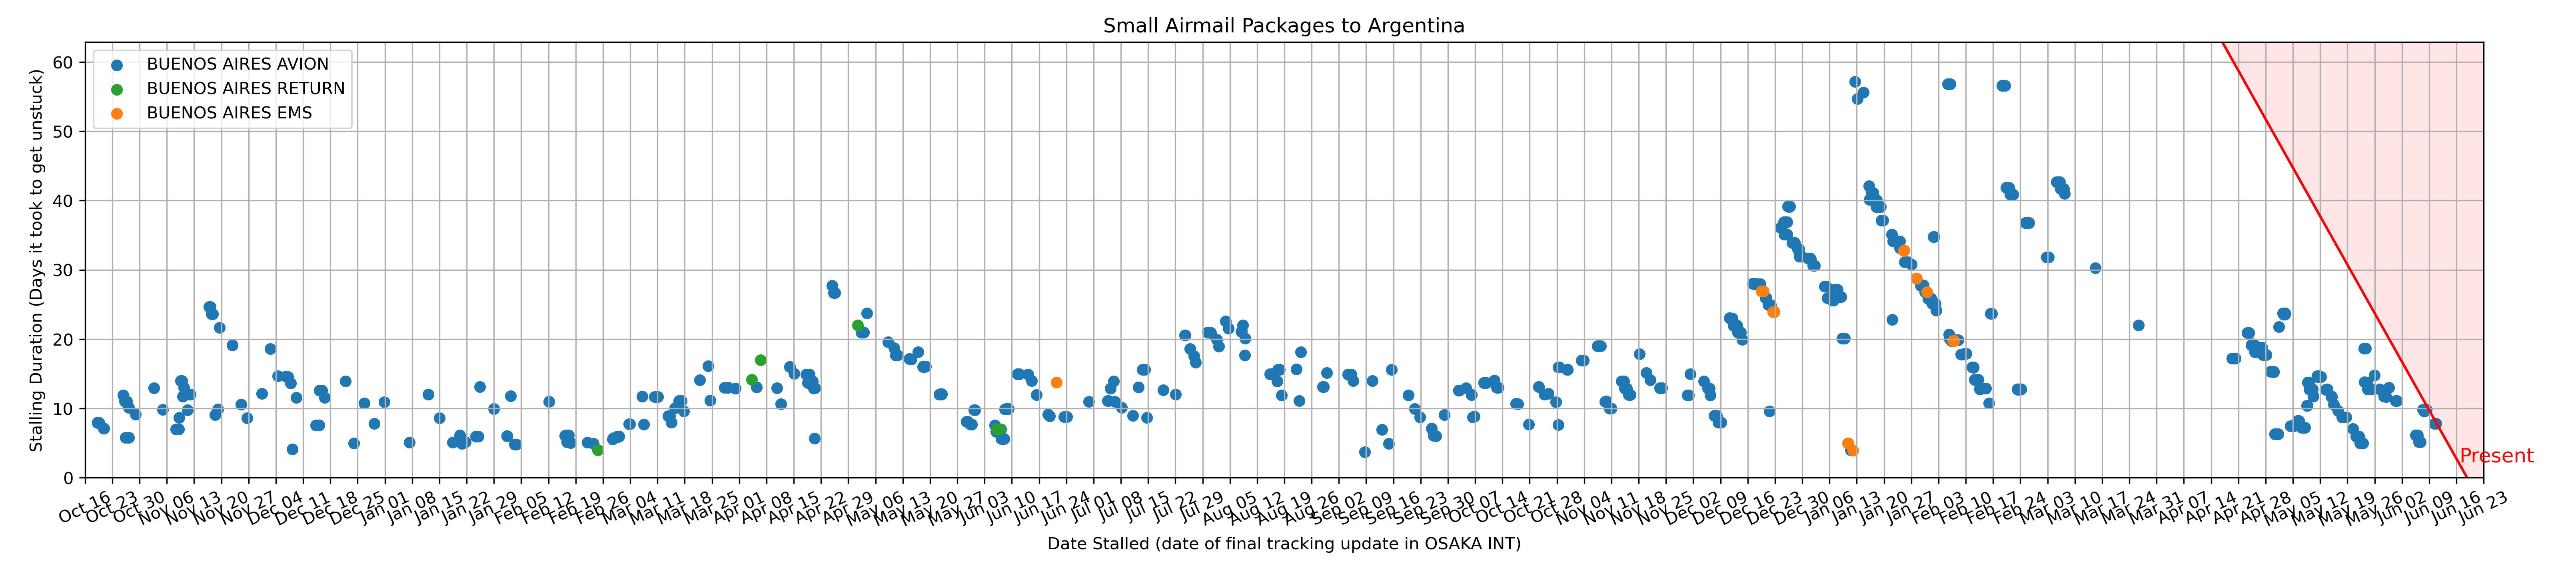 Small Airmail Packages to Argentina
BUENOS AIRES AVION
BUENOS AIRES RETURN
BUENOS AIRES EMS
Stalling Duration (Days it took to get unstuck)
60
50
40
30
20
10
0
Present
Oct 16 Oct 23 Oct 30 Nov 06 Nov 13 Nov 20 Nov 27 Dec 04 Dec 11 Dec 18 Dec 25 Jan 01 Jan 08 Jan 15 Jan 22 Jan 29 Feb 05 Feb 12 Feb 19 Feb 26 Mar 04 Mar 11 Mar 18 Mar 25 Apr 01 Apr 08 Apr 15 Apr 22 Apr 29 May 06 May 13 May 20 May 27 Jun 03 Jun 10 Jun 17 Jun 24 Jul 01 Jul 08 Jul 15 Jul 22 Jul 29 Aug 05 Aug 12 Aug 19 Aug 26 Sep 02 Sep 09 Sep 16 Sep 23 Sep 30 Oct 07 Oct 14 Oct 21 Oct 28 Nov 04 Nov 11 Nov 18 Nov 25 Dec 02 Dec 09 Dec 16 Dec 23 Dec 30 Jan 06 Jan 13 Jan 20 Jan 27 Feb 03 Feb 10 Feb 17 Feb 24 Mar 03 Mar 10 Mar 17 Mar 24 Mar 31 Apr 07 Apr 14 Apr 21 Apr 28 May 05 May 12 May 19 May 26 Jun 02 Jun 09 Jun 16 Jun 23
Date Stalled (date of final tracking update in OSAKA INT)